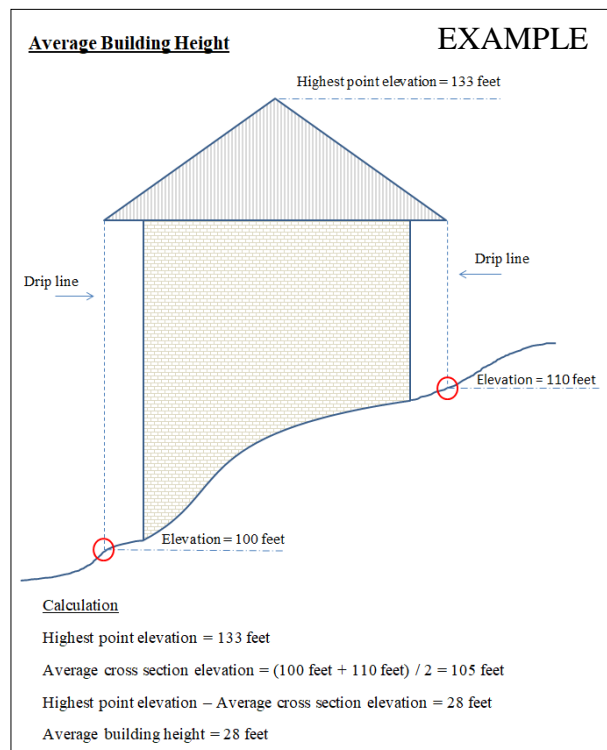 Average Building Height
EXAMPLE
Highest point elevation = 133 feet
Drip line
Drip line
Elevation = 110 feet
Elevation = 100 feet
Calculation
Highest point elevation = 133 feet
Average cross section elevation = (100 feet + 110 feet) / 2 = 105 feet
Highest point elevation – Average cross section elevation = 28 feet
Average building height = 28 feet